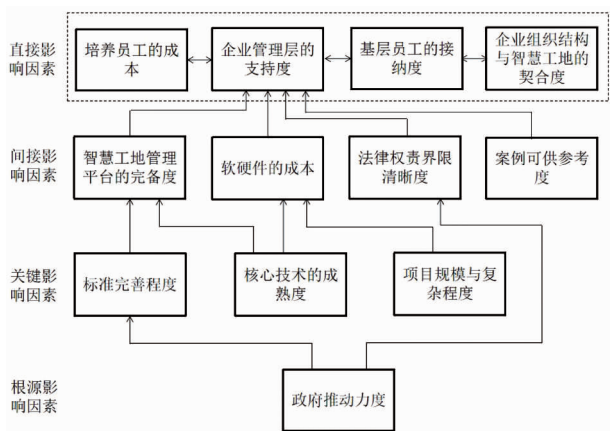 直接影
响因素
培养员工的成
本
企业管理层的
支持度
基层员工的接
纳度
企业组织结构
与智慧工地的
契合度
间接影
响因素
智慧工地管理
平台的完备度
软硬件的成本
法律权责界限
清晰度
案例可供参考
度
关键影
响因素
标准完善程度
核心技术的成
熟度
项目规模与复
杂程度
根源影
响因素
政府推动力度